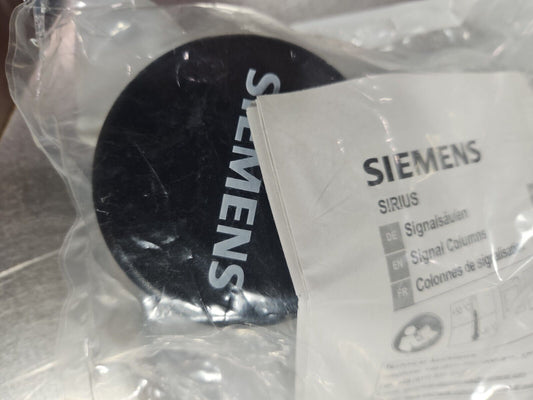 SIEMENS
SIEMENS
SIRIUS
DE Signalsäulen
EN Signal Columns
FR Colonnes de signalisation